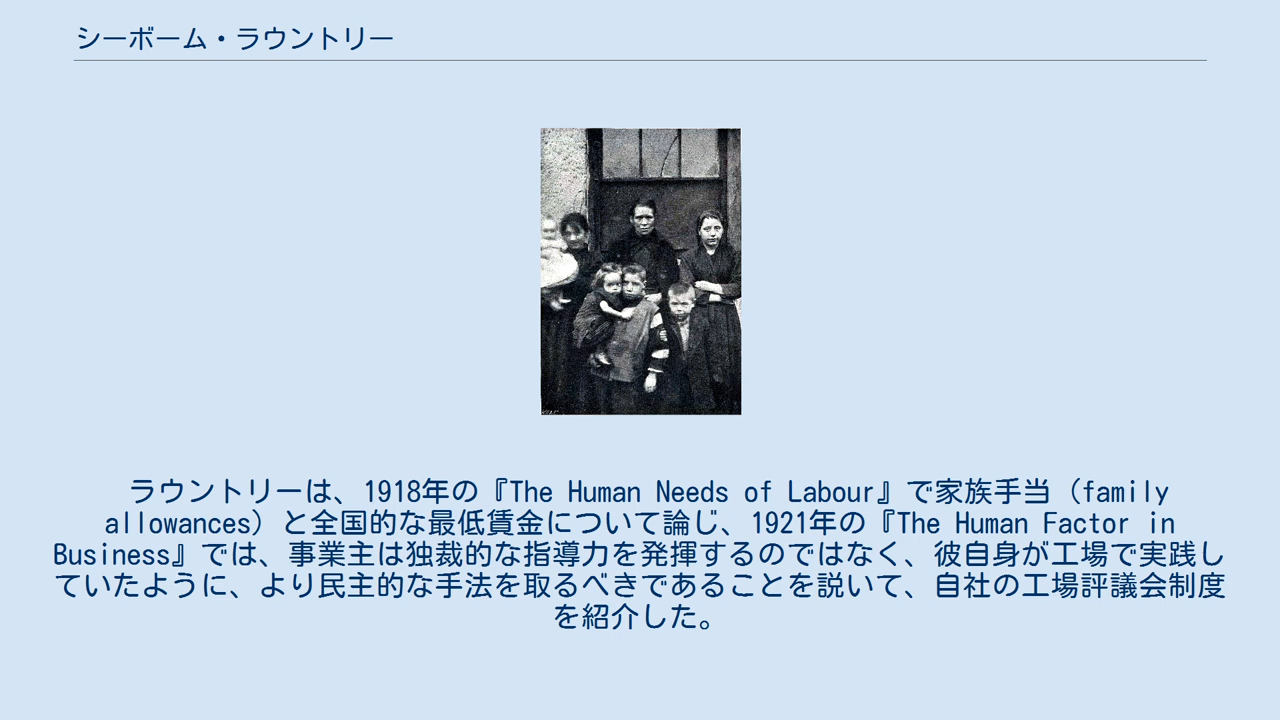 シーボーム・ラウントリー
ラウントリーは、1918年の『The Human Needs of Labour』で家族手当（family
allowances）と全国的な最低賃金について論じ、1921年の『The Human Factor in
Business』では、事業主は独裁的な指導力を発揮するのではなく、彼自身が工場で実践し
ていたように、より民主的な手法を取るべきであることを説いて、自社の工場評議会制度
を紹介した。